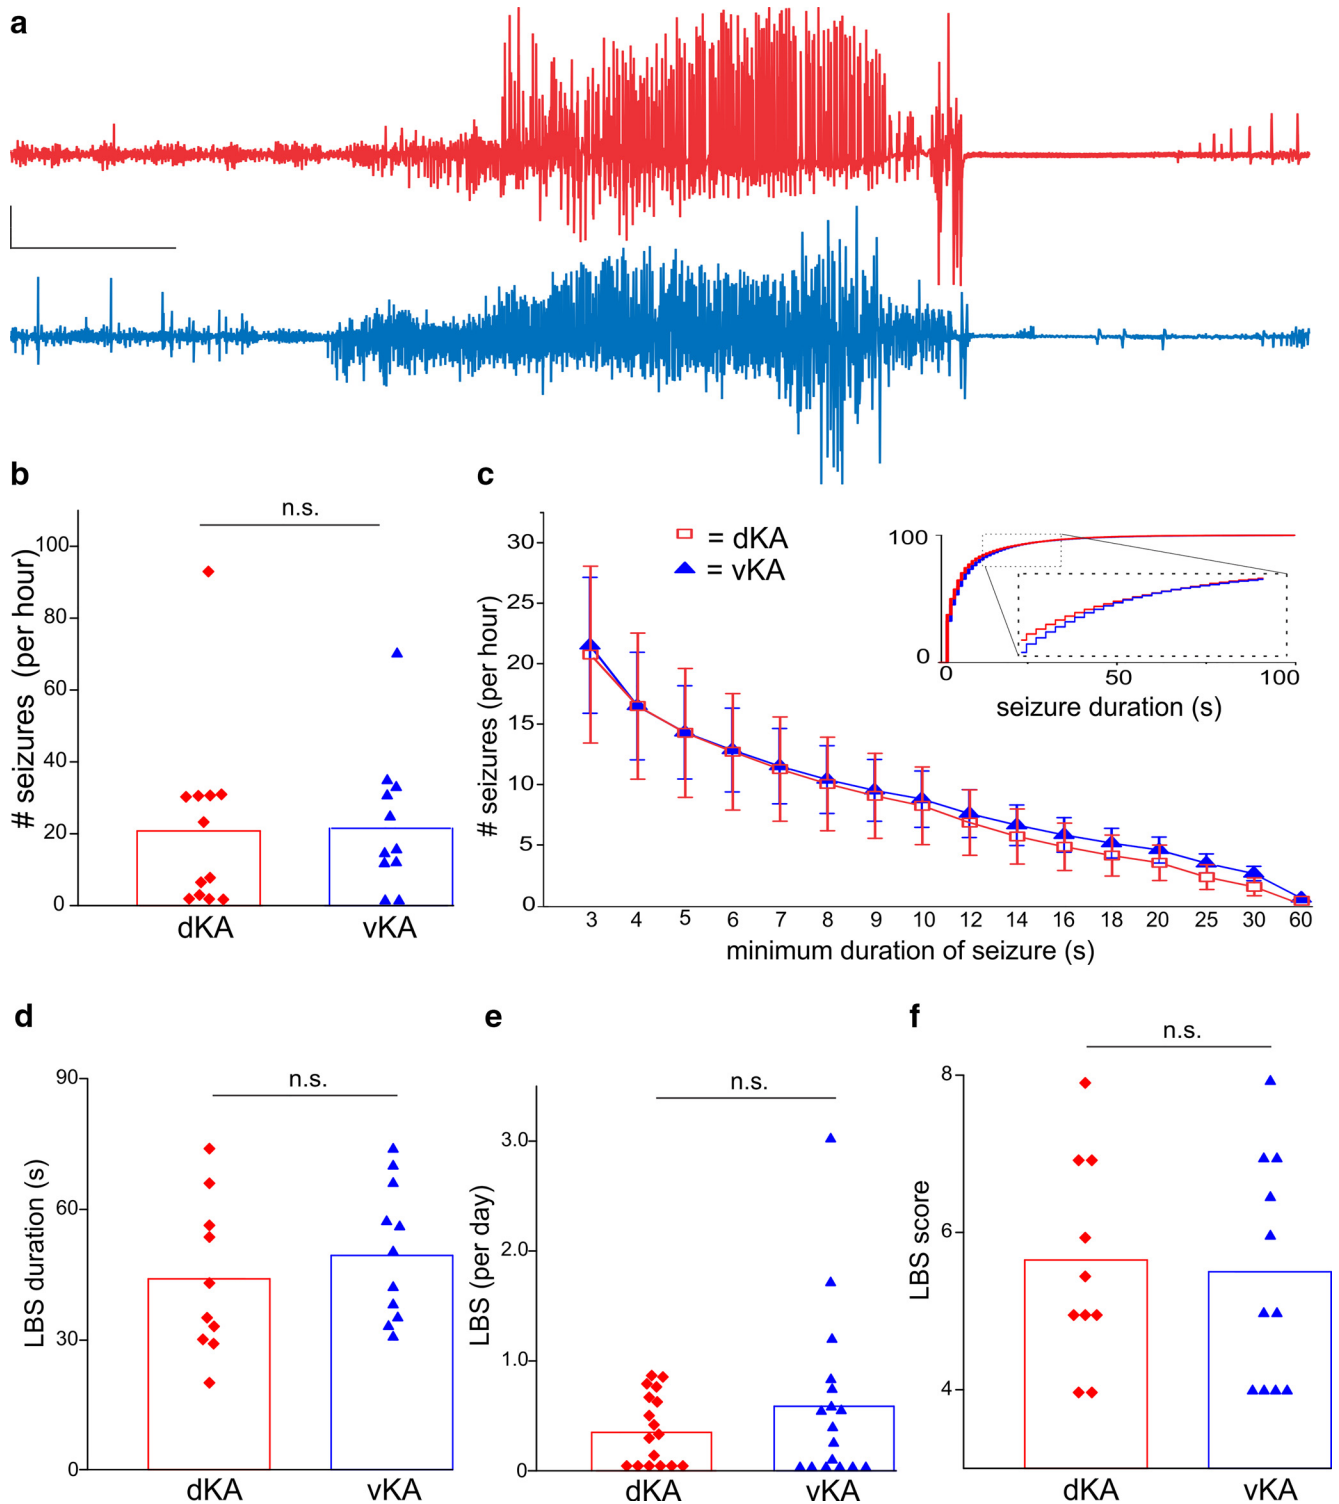 a
b
n.s.
# seizures (per hour)
100
80
60
40
20
0
dKA
vKA
c
# seizures (per hour)
30
25
20
15
10
5
0
= dKA
= vKA
3 4 5 6 7 8 9 10 12 14 16 18 20 25 30 60
minimum duration of seizure (s)
100
0
0 50 100
seizure duration (s)
d
n.s.
LBS duration (s)
90
60
30
0
dKA
vKA
e
n.s.
LBS (per day)
3.0
2.0
1.0
0
dKA
vKA
f
n.s.
LBS score
8
6
4
dKA
vKA